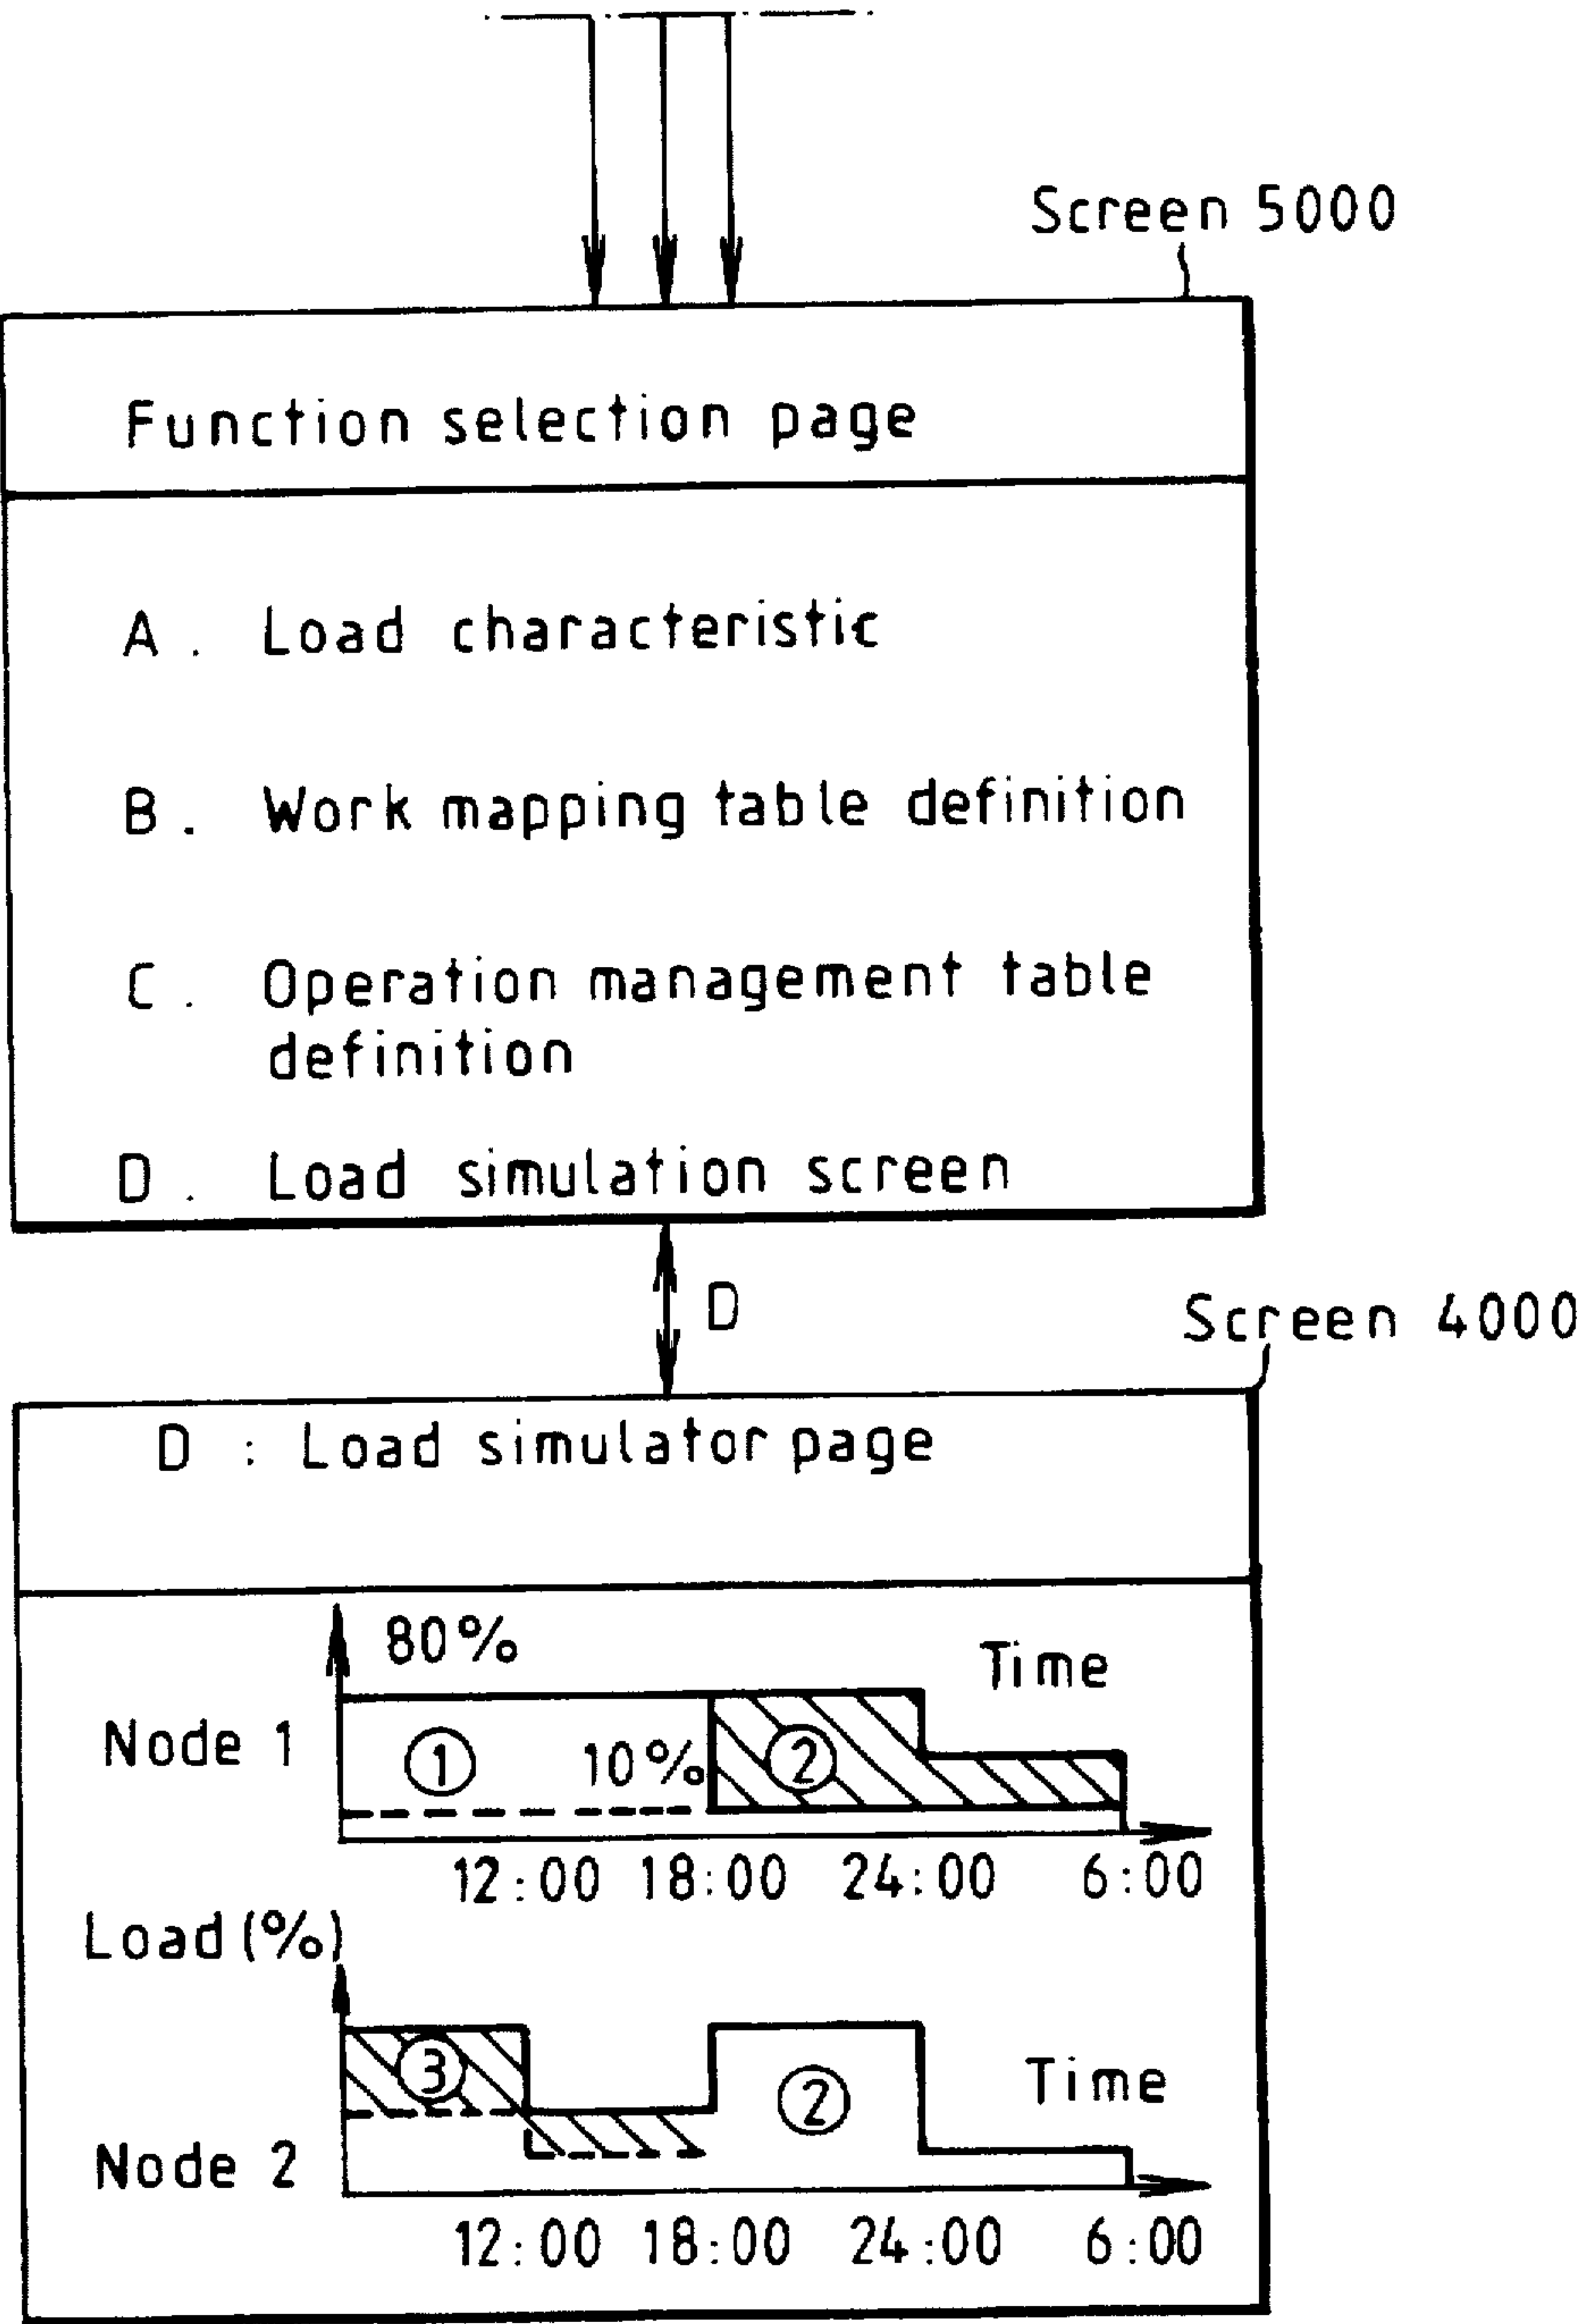 Screen 5000
Function selection page
A. Load characteristic
B. Work mapping table definition
C. Operation management table
definition
D. Load simulation screen
D
Screen 4000
D : Load simulator page
80%
Time
Node 1
1
10%
2
12:00 18:00 24:00 6:00
Load (%)
3
2
Time
Node 2
12:00 18:00 24:00 6:00